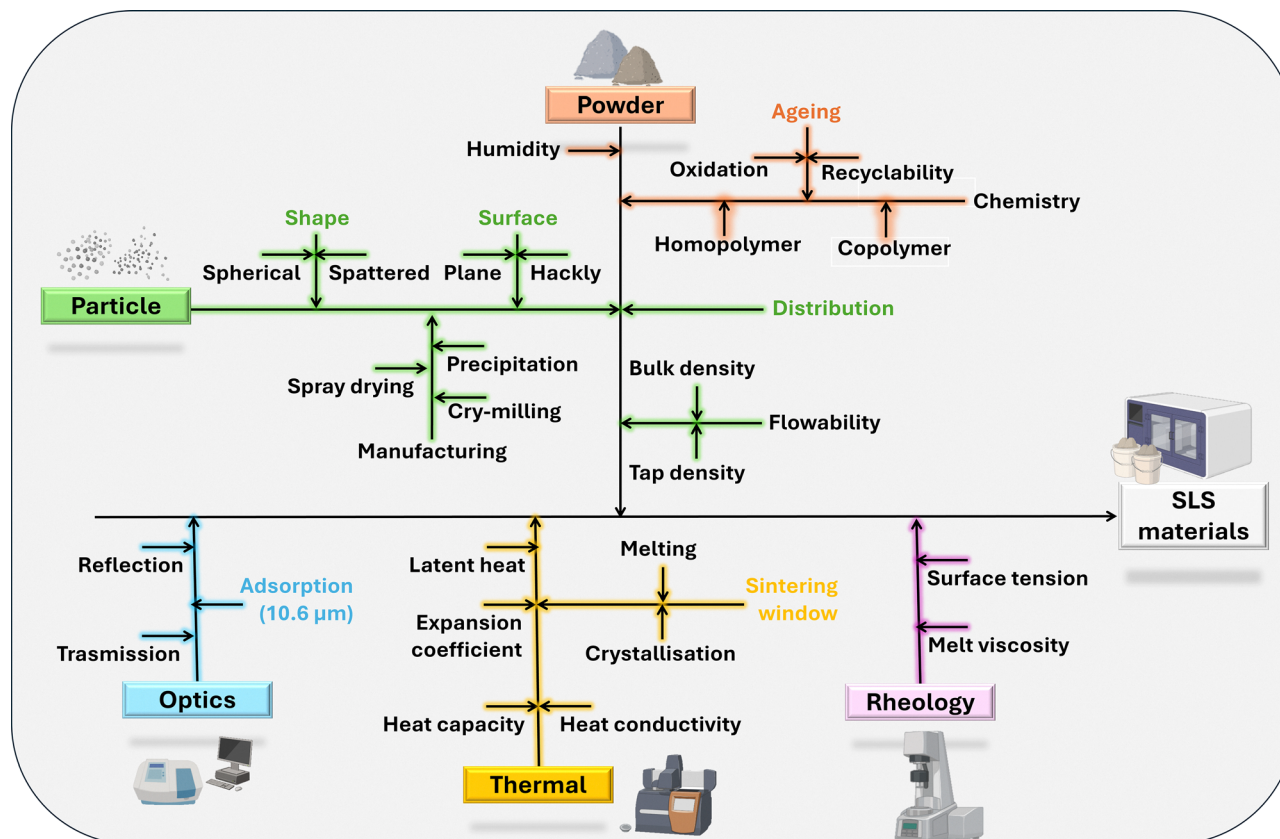 Powder
Ageing
Humidity
Oxidation
Recyclability
Chemistry
Homopolymer
Copolymer
Shape
Surface
Spherical
Spattered
Plane
Hackly
Particle
Distribution
Precipitation
Spray drying
Cry-milling
Manufacturing
Bulk density
Flowability
Tap density
SLS
materials
Reflection
Adsorption
(10.6 µm)
Trasmission
Optics
Latent heat
Melting
Sintering
window
Expansion
coefficient
Crystallisation
Heat capacity
Heat conductivity
Thermal
Surface tension
Melt viscosity
Rheology